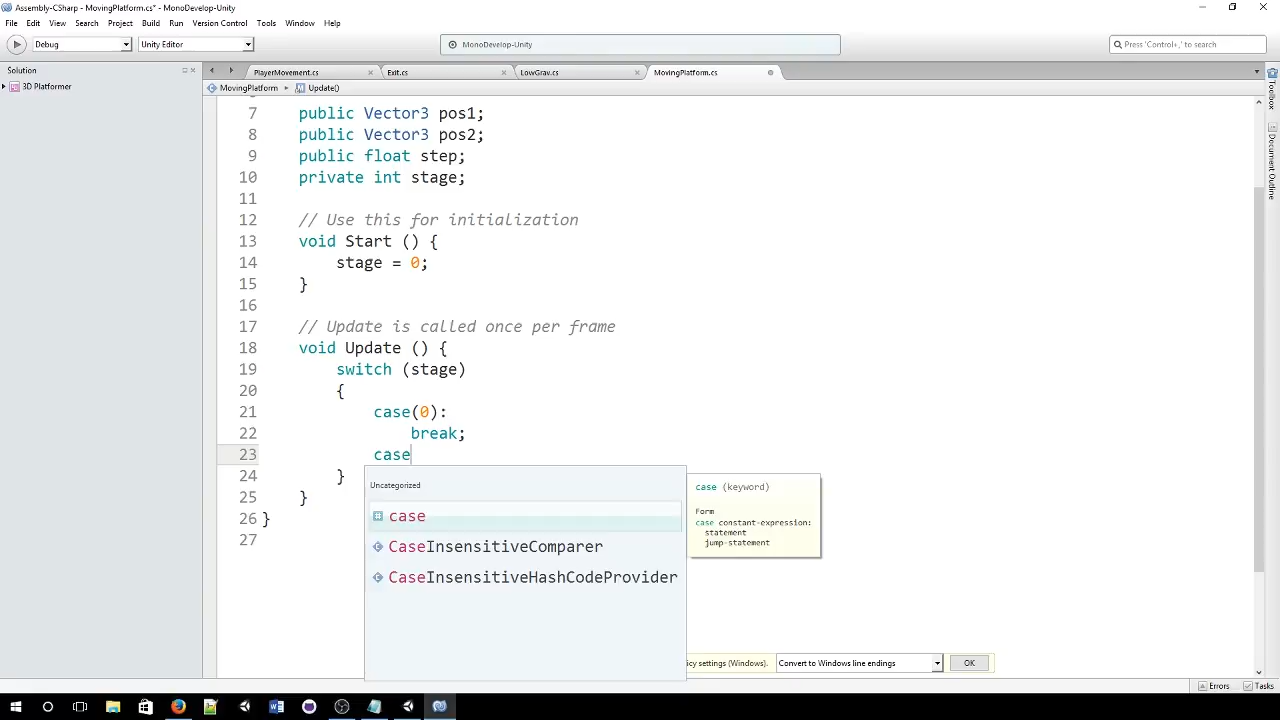 Assembly-CSharp - MovingPlatform.cs* - MonoDevelop-Unity
File Edit View Search Project Build Run Version Control Tools Window Help
Debug Unity Editor MonoDevelop-Unity Press 'Control+,' to search
Solution PlayerMovement.cs Exit.cs LowGrav.cs MovingPlatform.cs
3D Platformer MovingPlatform Update()
Toolbox
Document Outline
7 public Vector3 pos1;
8 public Vector3 pos2;
9 public float step;
10 private int stage;
11
12 // Use this for initialization
13 void Start () {
14 stage = 0;
15 }
16
17 // Update is called once per frame
18 void Update () {
19 switch (stage)
20 {
21 case(0):
22 break;
23 case
24 }
25 }
26 }
27
Uncategorized
case
CaseInsensitiveComparer
CaseInsensitiveHashCodeProvider
case (keyword)
Form
case constant-expression:
statement
jump-statement
icy settings (Windows). Convert to Windows line endings OK
Errors Tasks